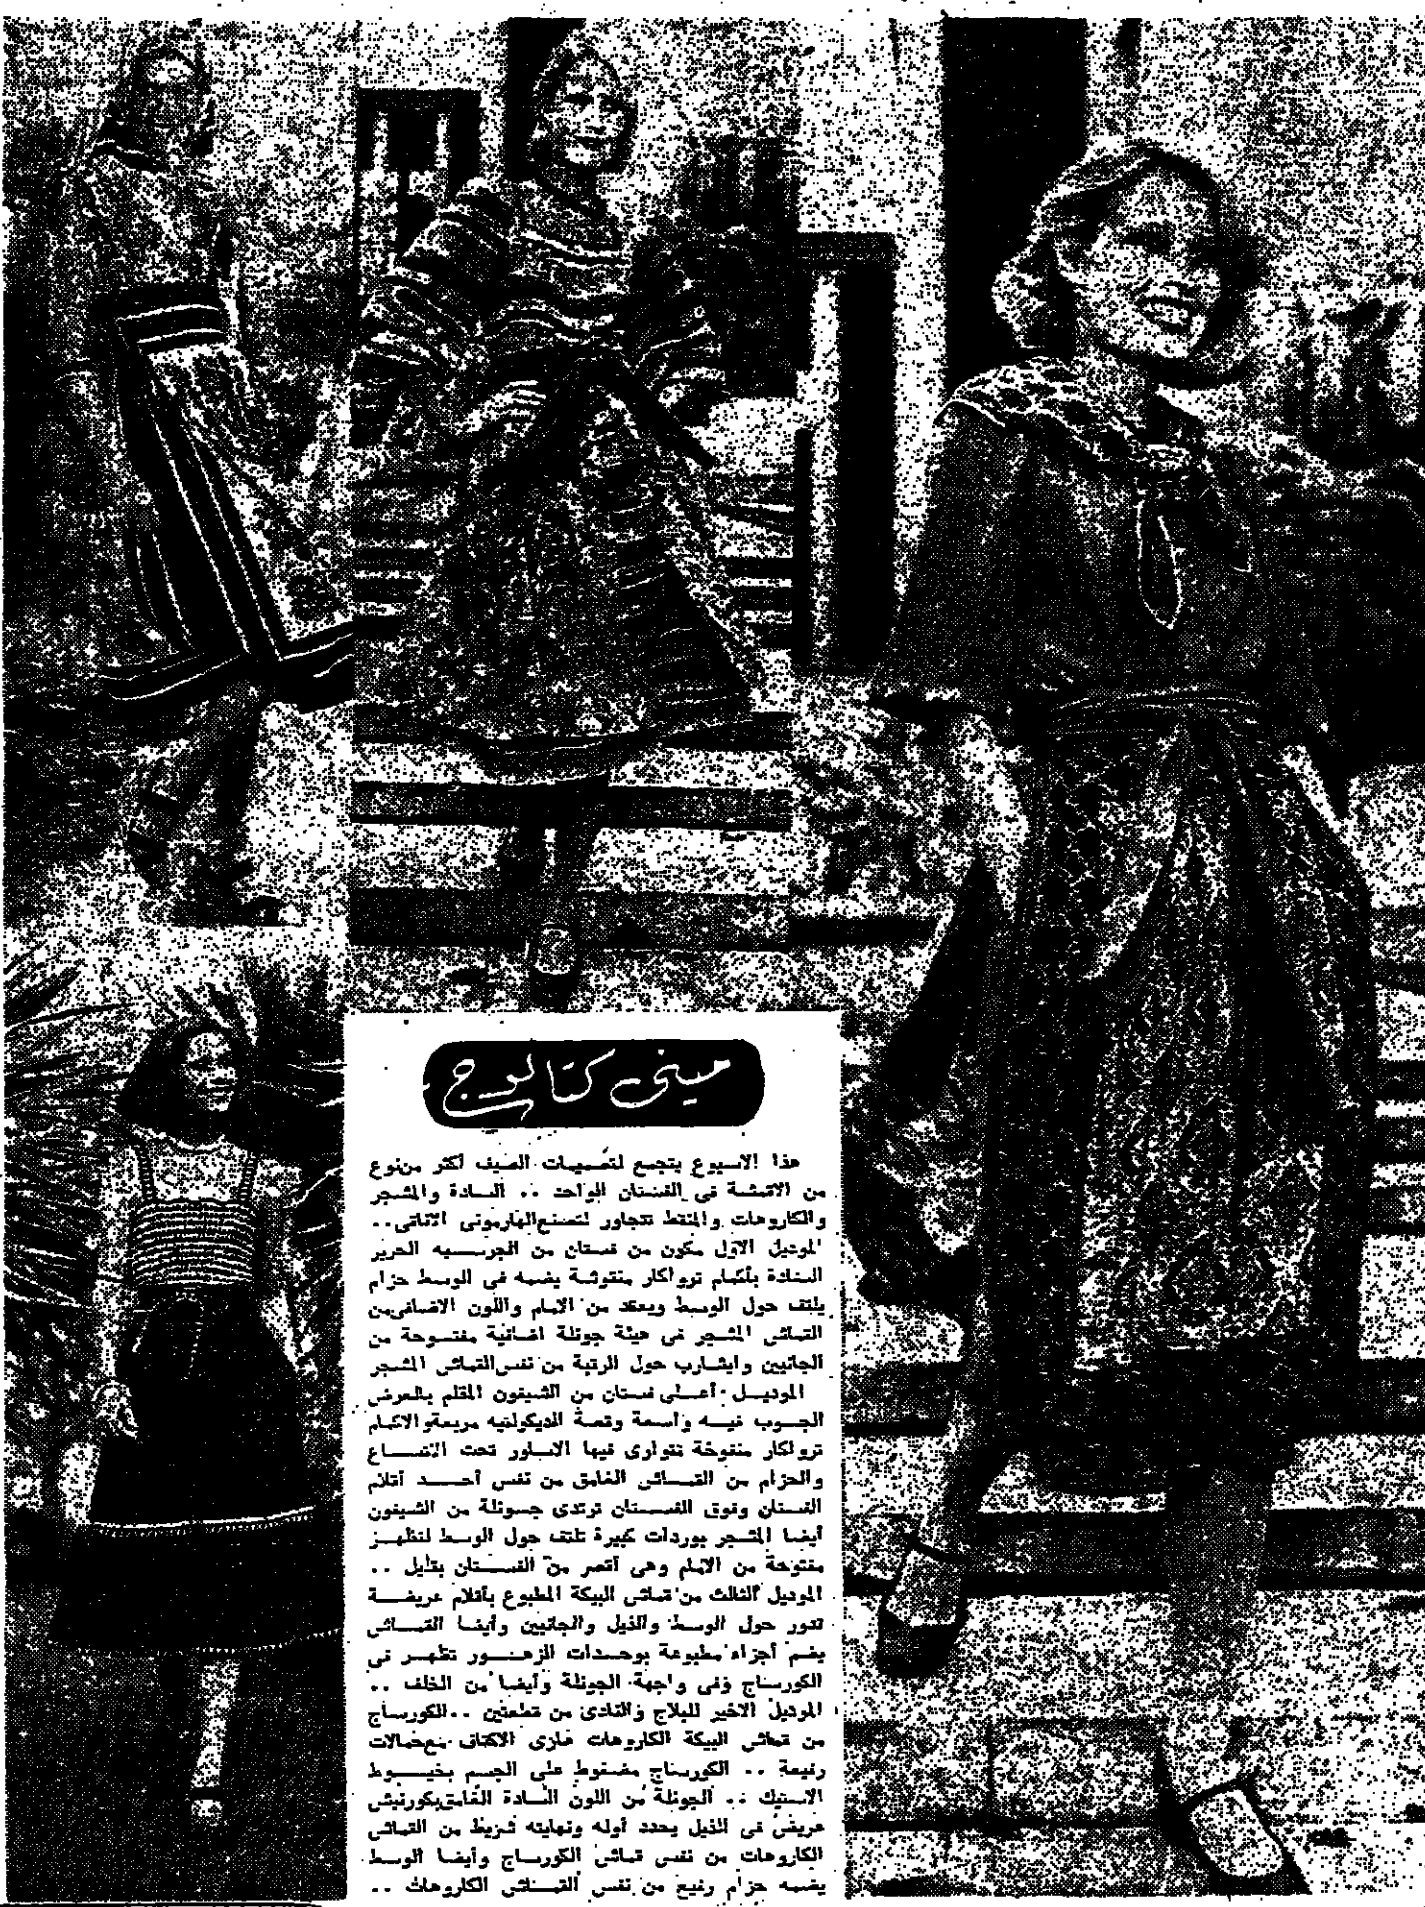 مينى كتالوج
هذا الاسبوع يتجمع لتصميمات الصيف أكثر من نوع
من الاقمشة فى الفستان الواحد .. السادة والمشجر
والكاروهات والمنقط تتجاور لتصنع الهارمونى الاناقى ..
الموديل الاول مكون من فستان من الجرسيه الحرير
السادة بأكمام تروا كار منقوشة يضمه فى الوسط حزام
يلتف حول الوسط ويعقد من الامام واللون الاضافى من
القماش المشجر فى هيئة جونلة اضافية مفتوحة من
الجانبين وايشارب حول الرقبة من نفس القماش المشجر
الموديل أعلى فستان من الشيفون المقلم بالعرض
الجوب فيه واسعة وقصة الديكولتيه مربعة والاكمام
تروا كار منفوخة تتوارى فيها الاساور تحت الاتساع
والحزام من القماش الغامق من نفس أحد أقلام
الفستان وفوق الفستان ترتدى جونلة من الشيفون
أيضا المشجر بوردات كبيرة تلتف حول الوسط لتظهر
مفتوحة من الامام وهى أقصر من الفستان بقليل ..
الموديل الثالث من قماش البيكة المطبوع بأقلام عريضة
تدور حول الوسط والذيل والجانبين وأيضا القماش
يضم أجزاء مطبوعة بوحدات الزهور تظهر فى
الكورساج وفى واجهة الجونلة وأيضا من الخلف ..
الموديل الاخير للبلاج والنادى من قطعتين .. الكورساج
من قماش البيكة الكاروهات عارى الاكتاف مع حمالات
رفيعة .. الكورساج مضغوط على الجسم بخيوط
الاستيك .. الجونلة من اللون السادة الغامق بكورنيش
عريض فى الذيل يحدد أوله ونهايته شريط من القماش
الكاروهات من نفس قماش الكورساج وأيضا الوسط
يضمه حزام رفيع من نفس القماش الكاروهات ..